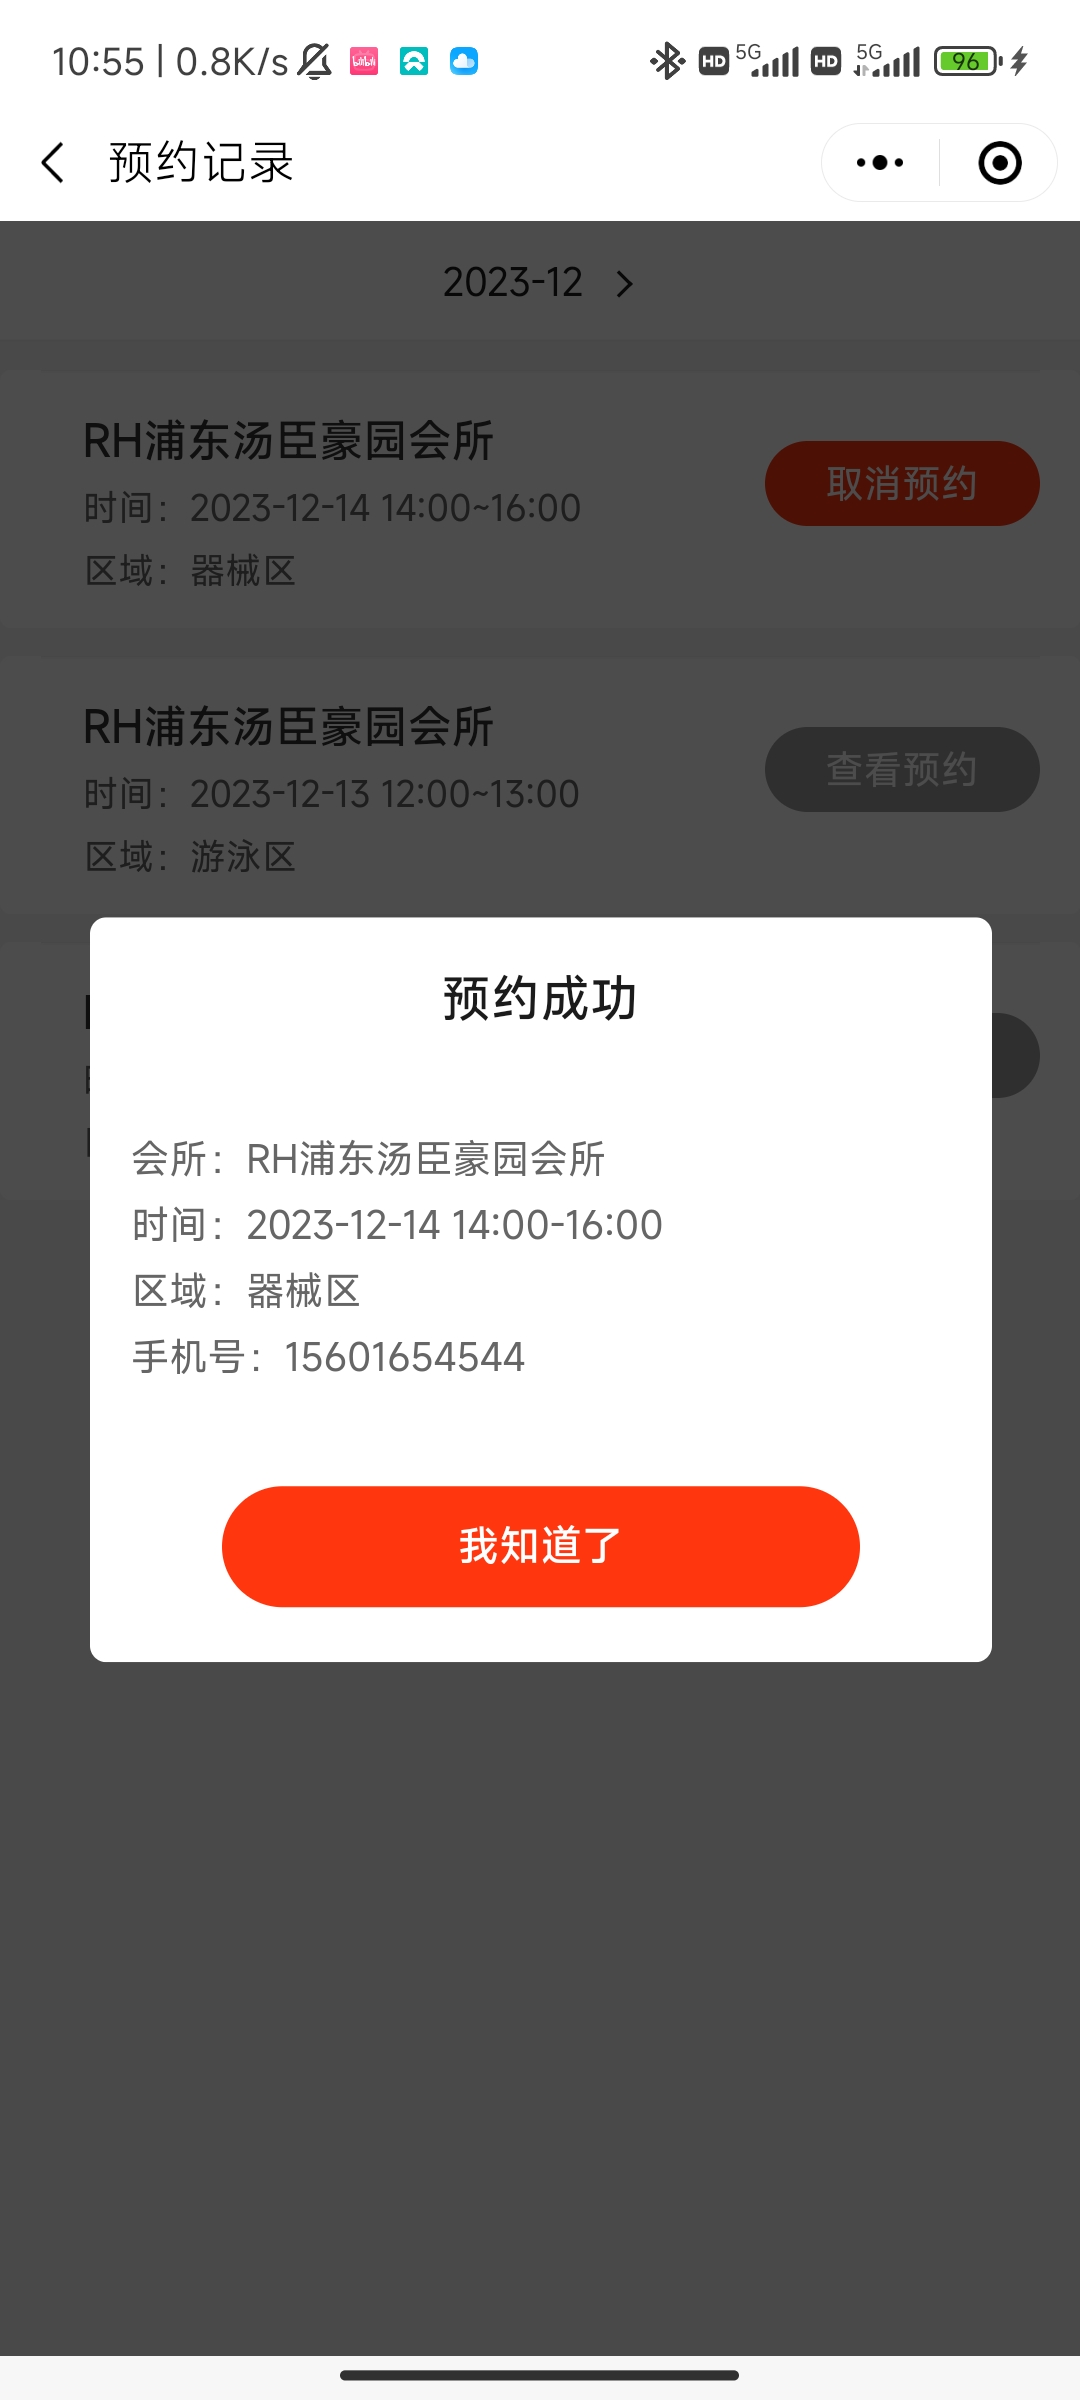 10:55 | 0.8K/s
bilibili
HD 5G HD 5G 96
预约记录
2023-12
RH浦东汤臣豪园会所
取消预约
时间：2023-12-14 14:00~16:00
区域：器械区
RH浦东汤臣豪园会所
查看预约
时间：2023-12-13 12:00~13:00
区域：游泳区
预约成功
会所：RH浦东汤臣豪园会所
时间：2023-12-14 14:00-16:00
区域：器械区
手机号：15601654544
我知道了